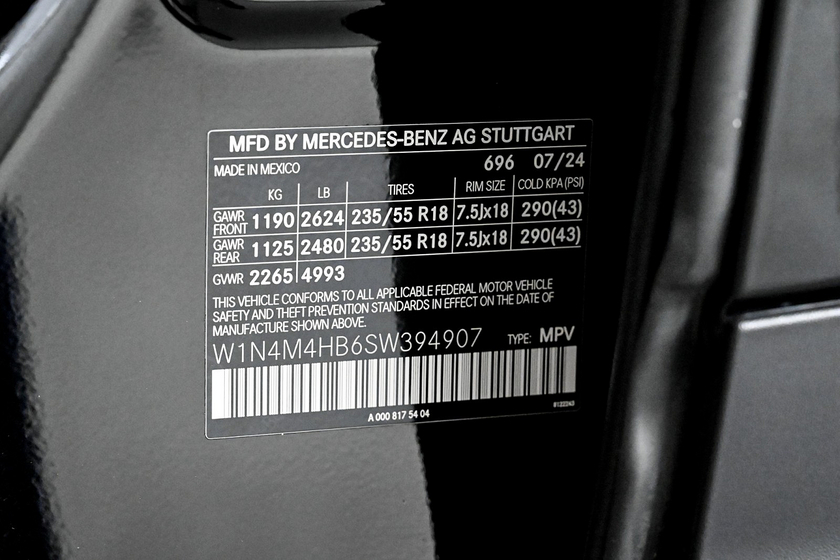 MFD BY MERCEDES-BENZ AG STUTTGART
MADE IN MEXICO 696 07/24
KG LB TIRES RIM SIZE COLD KPA (PSI)
GAWR FRONT 1190 2624 235/55 R18 7.5Jx18 290(43)
GAWR REAR 1125 2480 235/55 R18 7.5Jx18 290(43)
GVWR 2265 4993
THIS VEHICLE CONFORMS TO ALL APPLICABLE FEDERAL MOTOR VEHICLE
SAFETY AND THEFT PREVENTION STANDARDS IN EFFECT ON THE DATE OF
MANUFACTURE SHOWN ABOVE.
W1N4M4HB6SW394907 TYPE: MPV
A 000 817 54 04